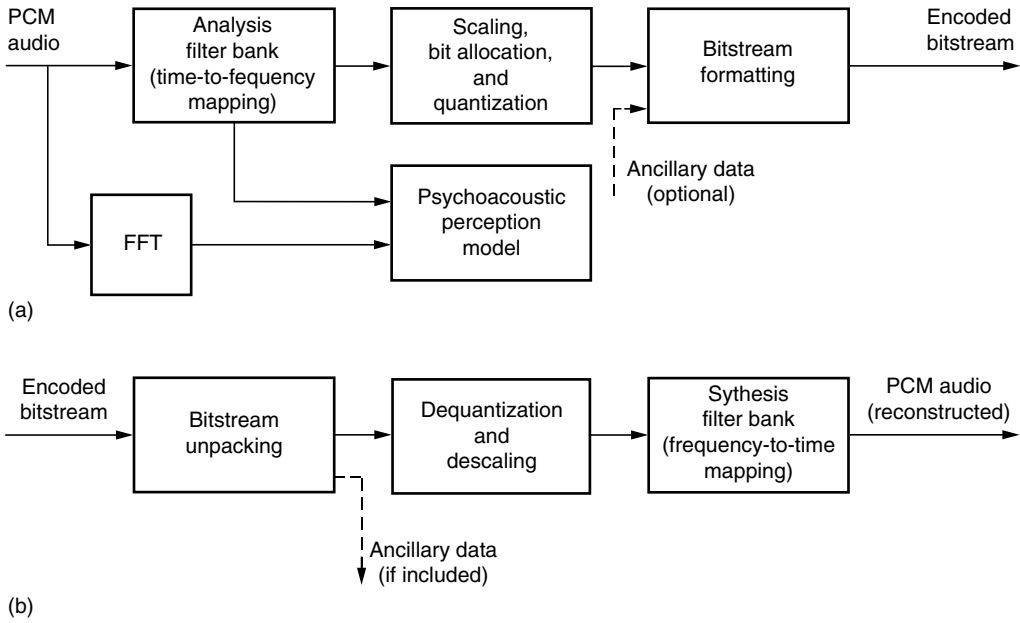 PCM
audio
Analysis
filter bank
(time-to-fequency
mapping)
Scaling,
bit allocation,
and
quantization
Bitstream
formatting
Encoded
bitstream
Ancillary data
(optional)
FFT
Psychoacoustic
perception
model
(a)
Encoded
bitstream
Bitstream
unpacking
Dequantization
and
descaling
Sythesis
filter bank
(frequency-to-time
mapping)
PCM audio
(reconstructed)
Ancillary data
(if included)
(b)